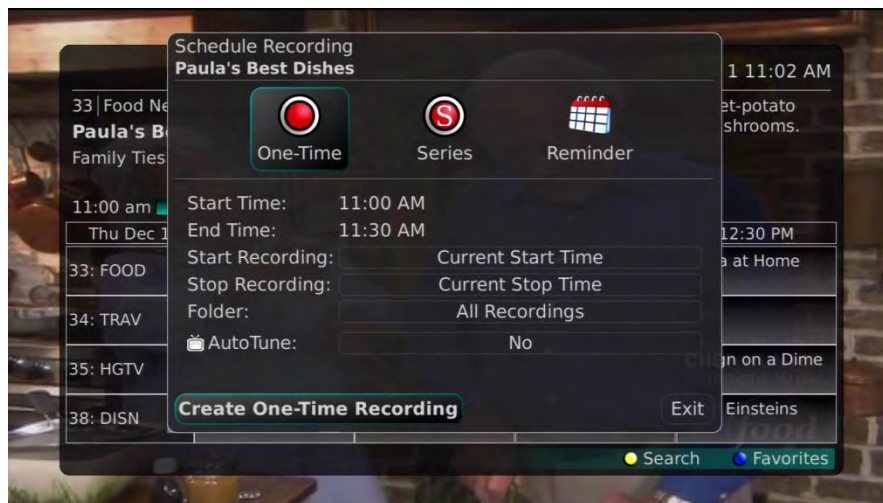 Schedule Recording
Paula's Best Dishes
1 11:02 AM
33 | Food Ne
et-potato
Paula's B
shrooms.
Family Ties
One-Time
Series
Reminder
11:00 am
Start Time: 11:00 AM
Thu Dec 1
End Time: 11:30 AM
12:30 PM
Start Recording: Current Start Time
a at Home
33: FOOD
Stop Recording: Current Stop Time
Folder: All Recordings
34: TRAV
AutoTune: No
35: HGTV
gn on a Dime
Create One-Time Recording
Exit
38: DISN
Einsteins
food
Search
Favorites